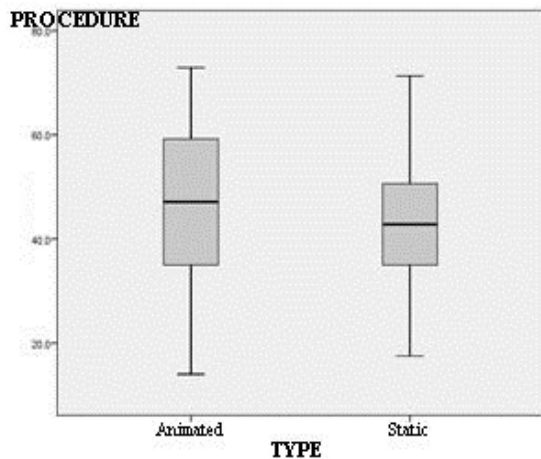 PROCEDURE
80.0
60.0
40.0
20.0
Animated Static
TYPE